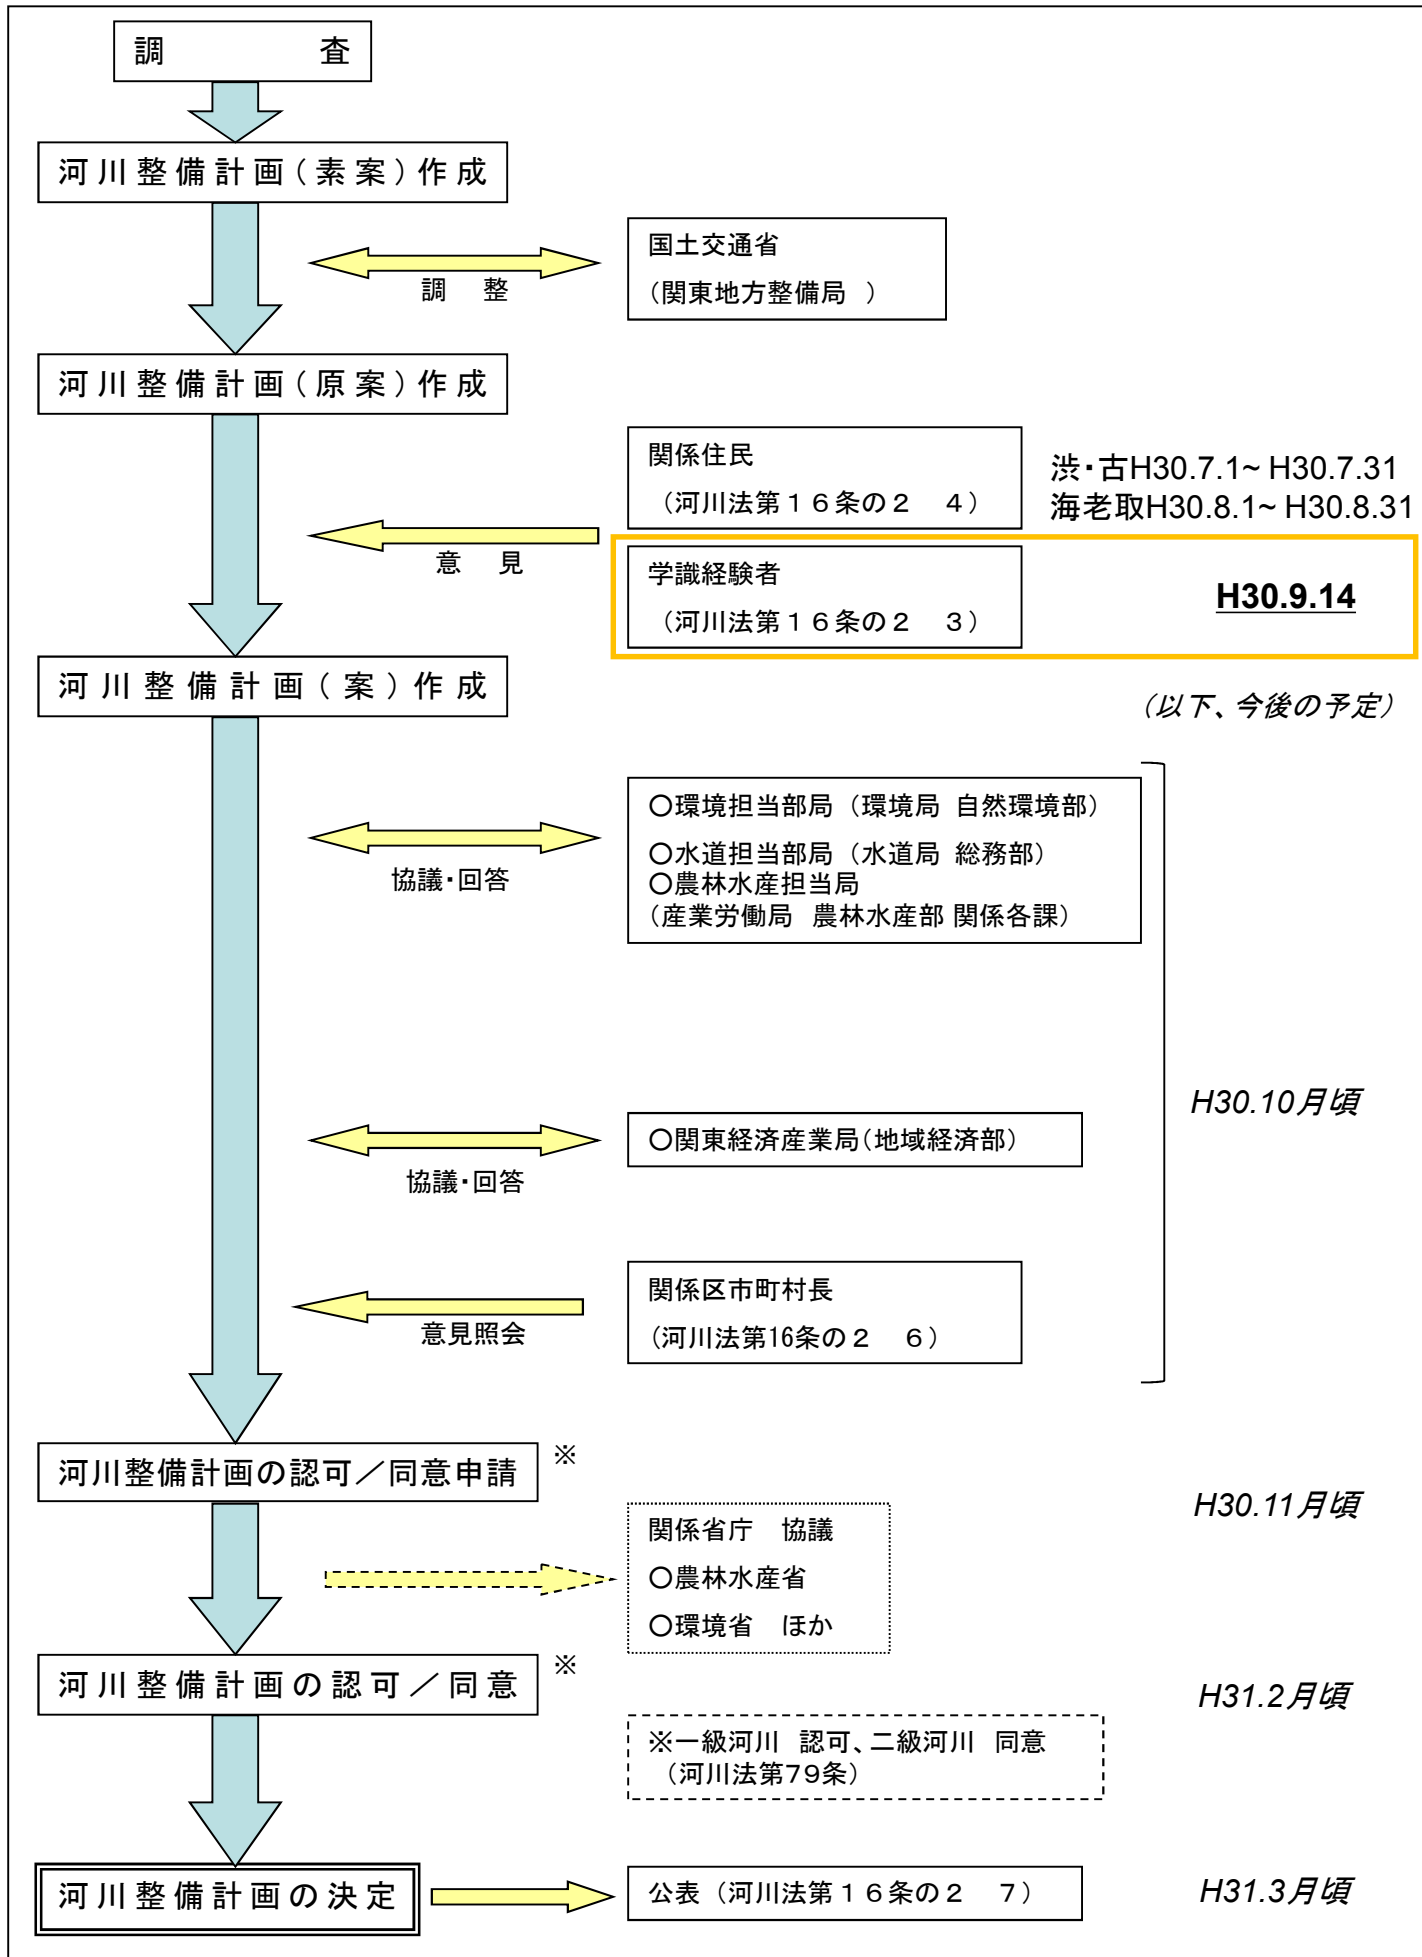 調　査
河川整備計画（素案）作成
国土交通省
（関東地方整備局　）
調　整
河川整備計画（原案）作成
関係住民
（河川法第１６条の２　４）
渋・古H30.7.1~ H30.7.31
海老取H30.8.1~ H30.8.31
意　見
学識経験者
（河川法第１６条の２　３）
H30.9.14
河川整備計画（案）作成
（以下、今後の予定）
〇環境担当部局（環境局 自然環境部）
〇水道担当部局（水道局 総務部）
〇農林水産担当局
（産業労働局　農林水産部 関係各課）
協議・回答
H30.10月頃
〇関東経済産業局（地域経済部）
協議・回答
関係区市町村長
（河川法第16条の２　６）
意見照会
河川整備計画の認可／同意申請　※
H30.11月頃
関係省庁　協議
〇農林水産省
〇環境省　ほか
河川整備計画の認可／同意　※
H31.2月頃
※一級河川　認可、二級河川　同意
（河川法第79条）
河川整備計画の決定
公表（河川法第１６条の２　７）
H31.3月頃